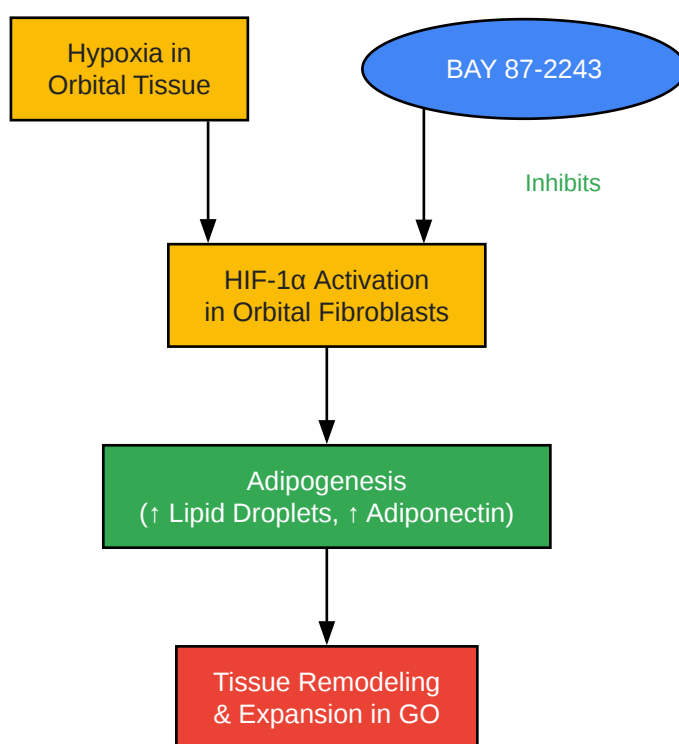 Hypoxia in
Orbital Tissue
BAY 87-2243
Inhibits
HIF-1α Activation
in Orbital Fibroblasts
Adipogenesis
(↑ Lipid Droplets, ↑ Adiponectin)
Tissue Remodeling
& Expansion in GO